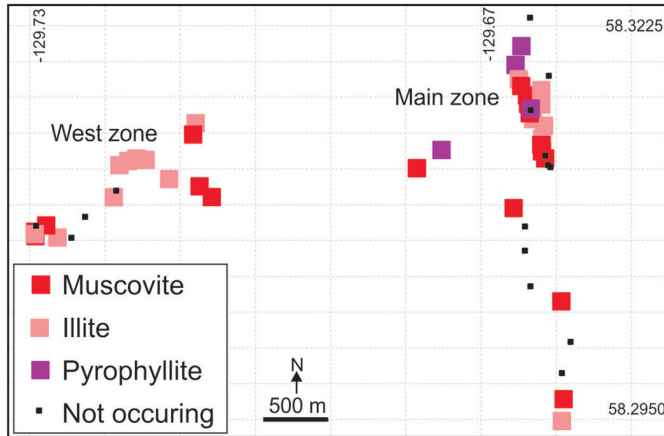 -129.73
-129.67
58.3225
Main zone
West zone
Muscovite
Illite
Pyrophyllite
Not occuring
N
500 m
58.2950